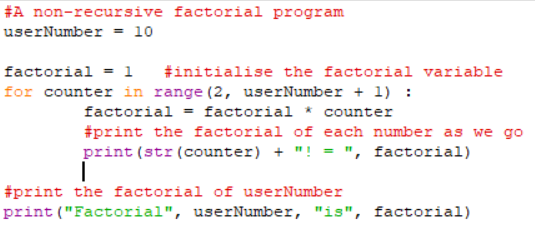 #A non-recursive factorial program
userNumber = 10
factorial = 1   #initialise the factorial variable
for counter in range(2, userNumber + 1) :
        factorial = factorial * counter
        #print the factorial of each number as we go
        print(str(counter) + "! = ", factorial)
#print the factorial of userNumber
print("Factorial", userNumber, "is", factorial)